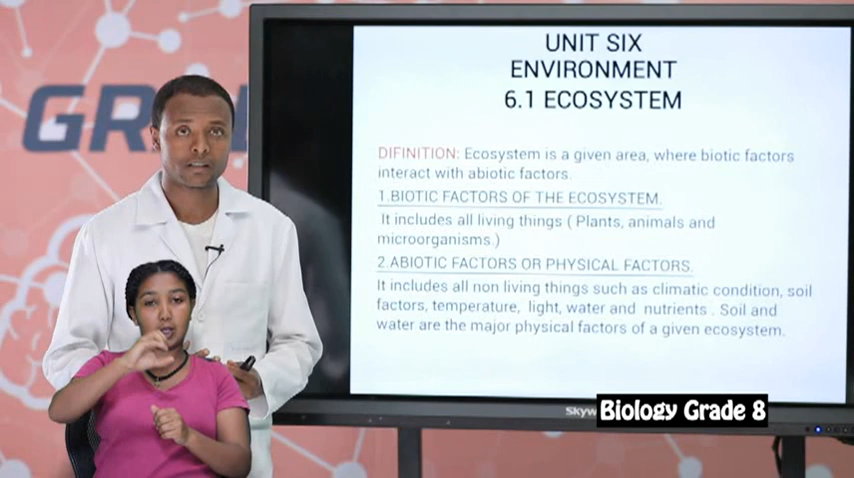 GR
UNIT SIX
ENVIRONMENT
6.1 ECOSYSTEM
DIFINITION: Ecosystem is a given area, where biotic factors
interact with abiotic factors.
1.BIOTIC FACTORS OF THE ECOSYSTEM.
It includes all living things ( Plants, animals and
microorganisms.)
2.ABIOTIC FACTORS OR PHYSICAL FACTORS.
It includes all non living things such as climatic condition, soil
factors, temperature, light, water and nutrients . Soil and
water are the major physical factors of a given ecosystem.
Biology Grade 8